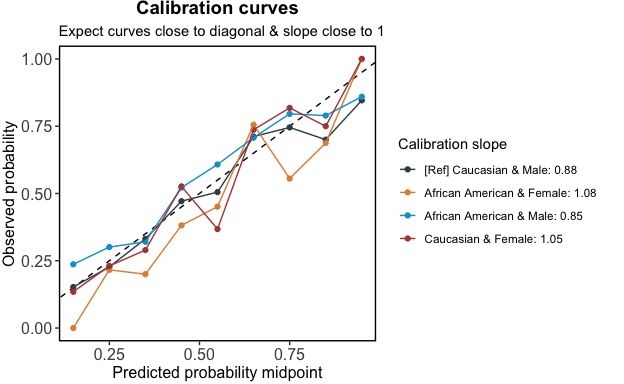 Calibration curves
Expect curves close to diagonal & slope close to 1
1.00
0.75
0.50
0.25
0.00
Observed probability
0.25 0.50 0.75
Predicted probability midpoint
Calibration slope
[Ref] Caucasian & Male: 0.88
African American & Female: 1.08
African American & Male: 0.85
Caucasian & Female: 1.05